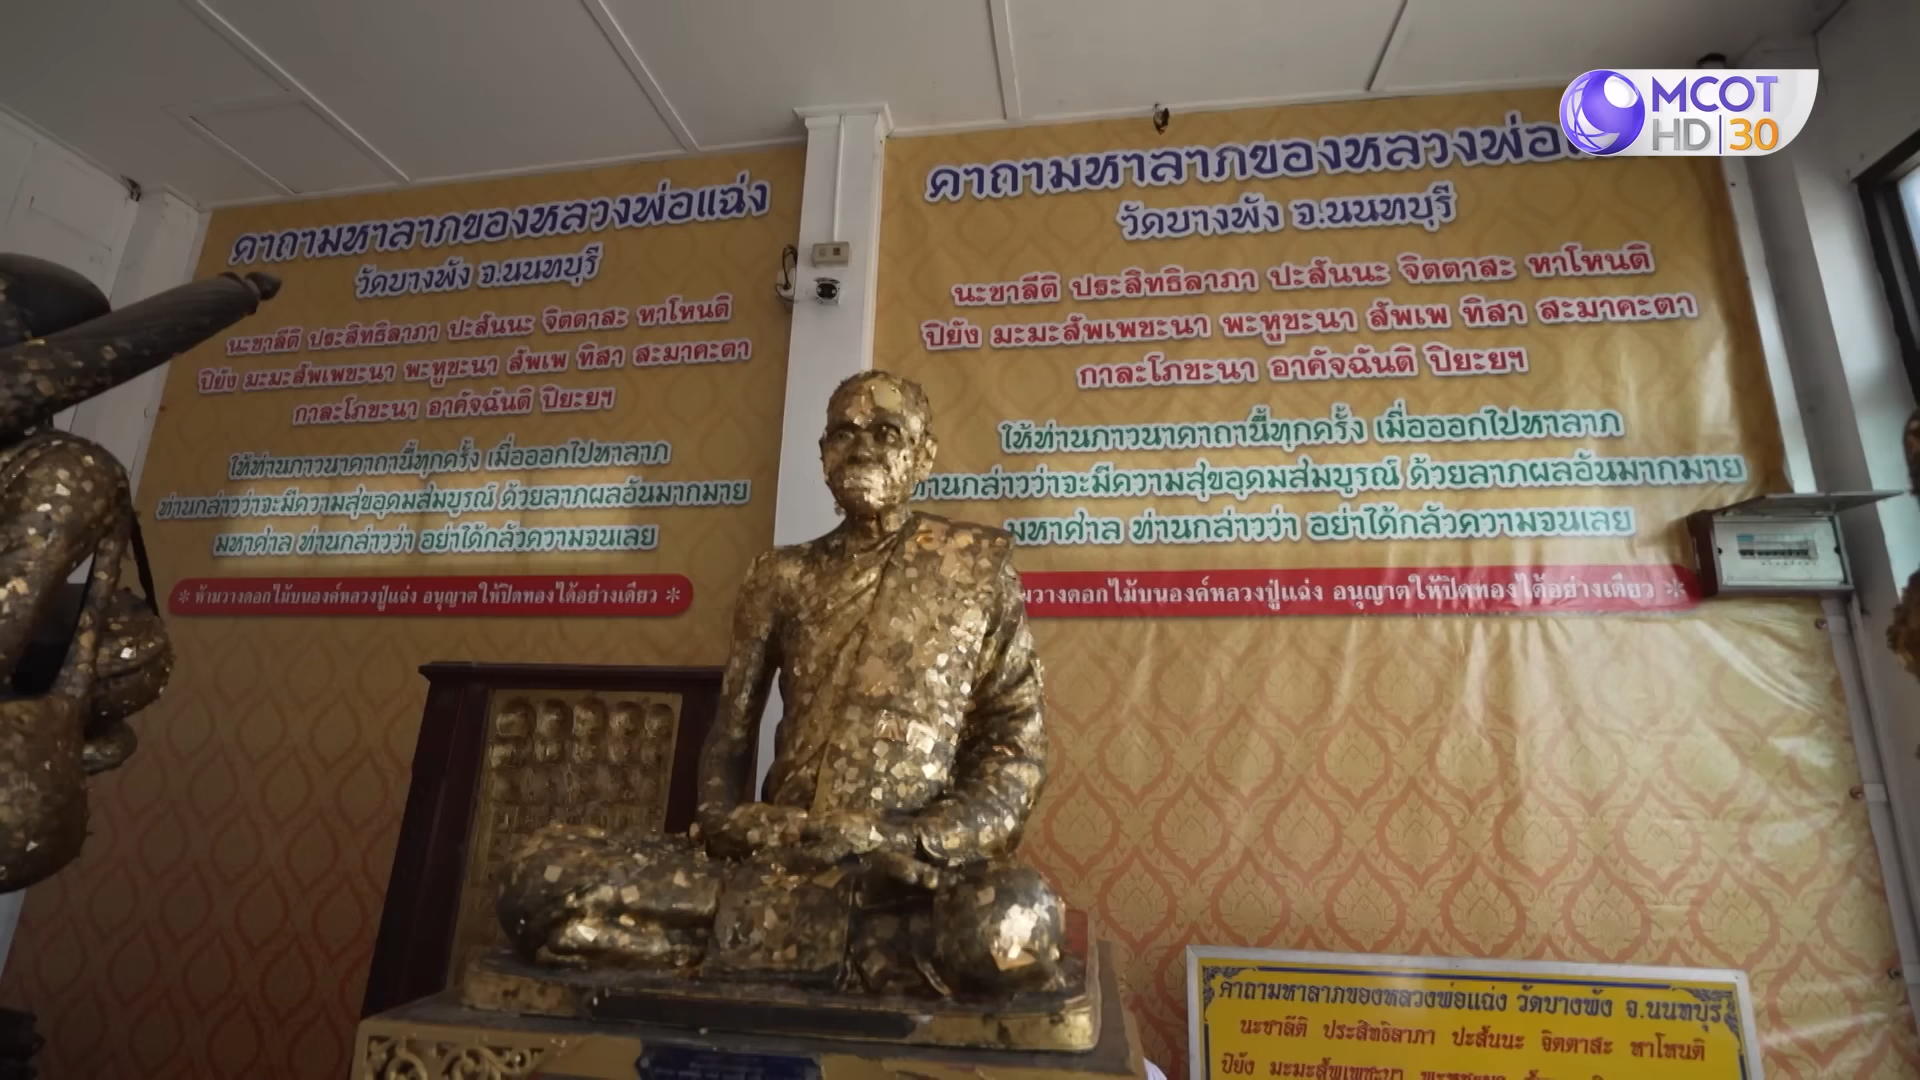 MCOT
HD 30
คาถามหาลาภของหลวงพ่อแฉ่ง
วัดบางพัง จ.นนทบุรี
นะชาลีติ ประสิทธิลาภา ปะสันนะ จิตตาสะ หาโหนติ
ปิยัง มะมะสัพเพชะนา พะหูชะนา สัพเพ ทิสา สะมาคะตา
กาละโภชะนา อาคัจฉันติ ปิยะยฯ
ให้ท่านภาวนาคาถานี้ทุกครั้ง เมื่อออกไปหาลาภ
ท่านกล่าวว่าจะมีความสุขอุดมสมบูรณ์ ด้วยลาภผลอันมากมาย
มหาศาล ท่านกล่าวว่า อย่าได้กลัวความจนเลย
* ห้ามวางดอกไม้บนองค์หลวงปู่แฉ่ง อนุญาตให้ปิดทองได้อย่างเดียว *
คาถามหาลาภของหลวงพ่อ
วัดบางพัง จ.นนทบุรี
นะชาลีติ ประสิทธิลาภา ปะสันนะ จิตตาสะ หาโหนติ
ปิยัง มะมะสัพเพชะนา พะหูชะนา สัพเพ ทิสา สะมาคะตา
กาละโภชะนา อาคัจฉันติ ปิยะยฯ
ให้ท่านภาวนาคาถานี้ทุกครั้ง เมื่อออกไปหาลาภ
ท่านกล่าวว่าจะมีความสุขอุดมสมบูรณ์ ด้วยลาภผลอันมากมาย
มหาศาล ท่านกล่าวว่า อย่าได้กลัวความจนเลย
มวางดอกไม้บนองค์หลวงปู่แฉ่ง อนุญาตให้ปิดทองได้อย่างเดียว *
คาถามหาลาภของหลวงพ่อแฉ่ง วัดบางพัง จ.นนทบุรี
นะชาลีติ ประสิทธิลาภา ปะสันนะ จิตตาสะ หาโหนติ
ปิยัง มะมะสัพเพชะนา พะหูชะนา